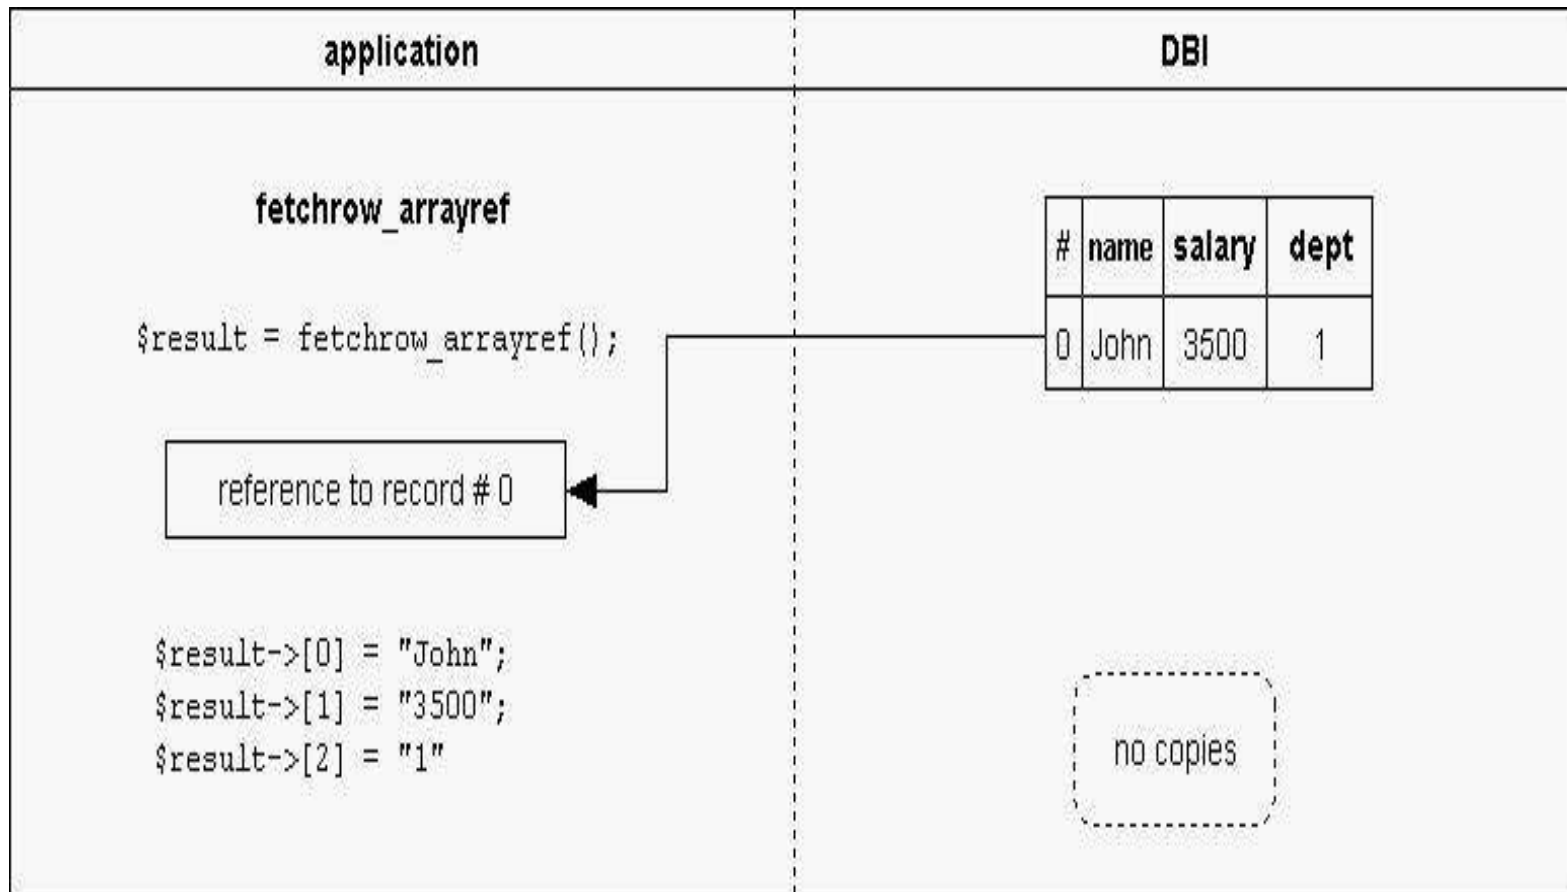 application
DBI
fetchrow_arrayref
$result = fetchrow_arrayref();
reference to record # 0
$result->[0] = "John";
$result->[1] = "3500";
$result->[2] = "1"
# name salary dept
0 John 3500 1
no copies